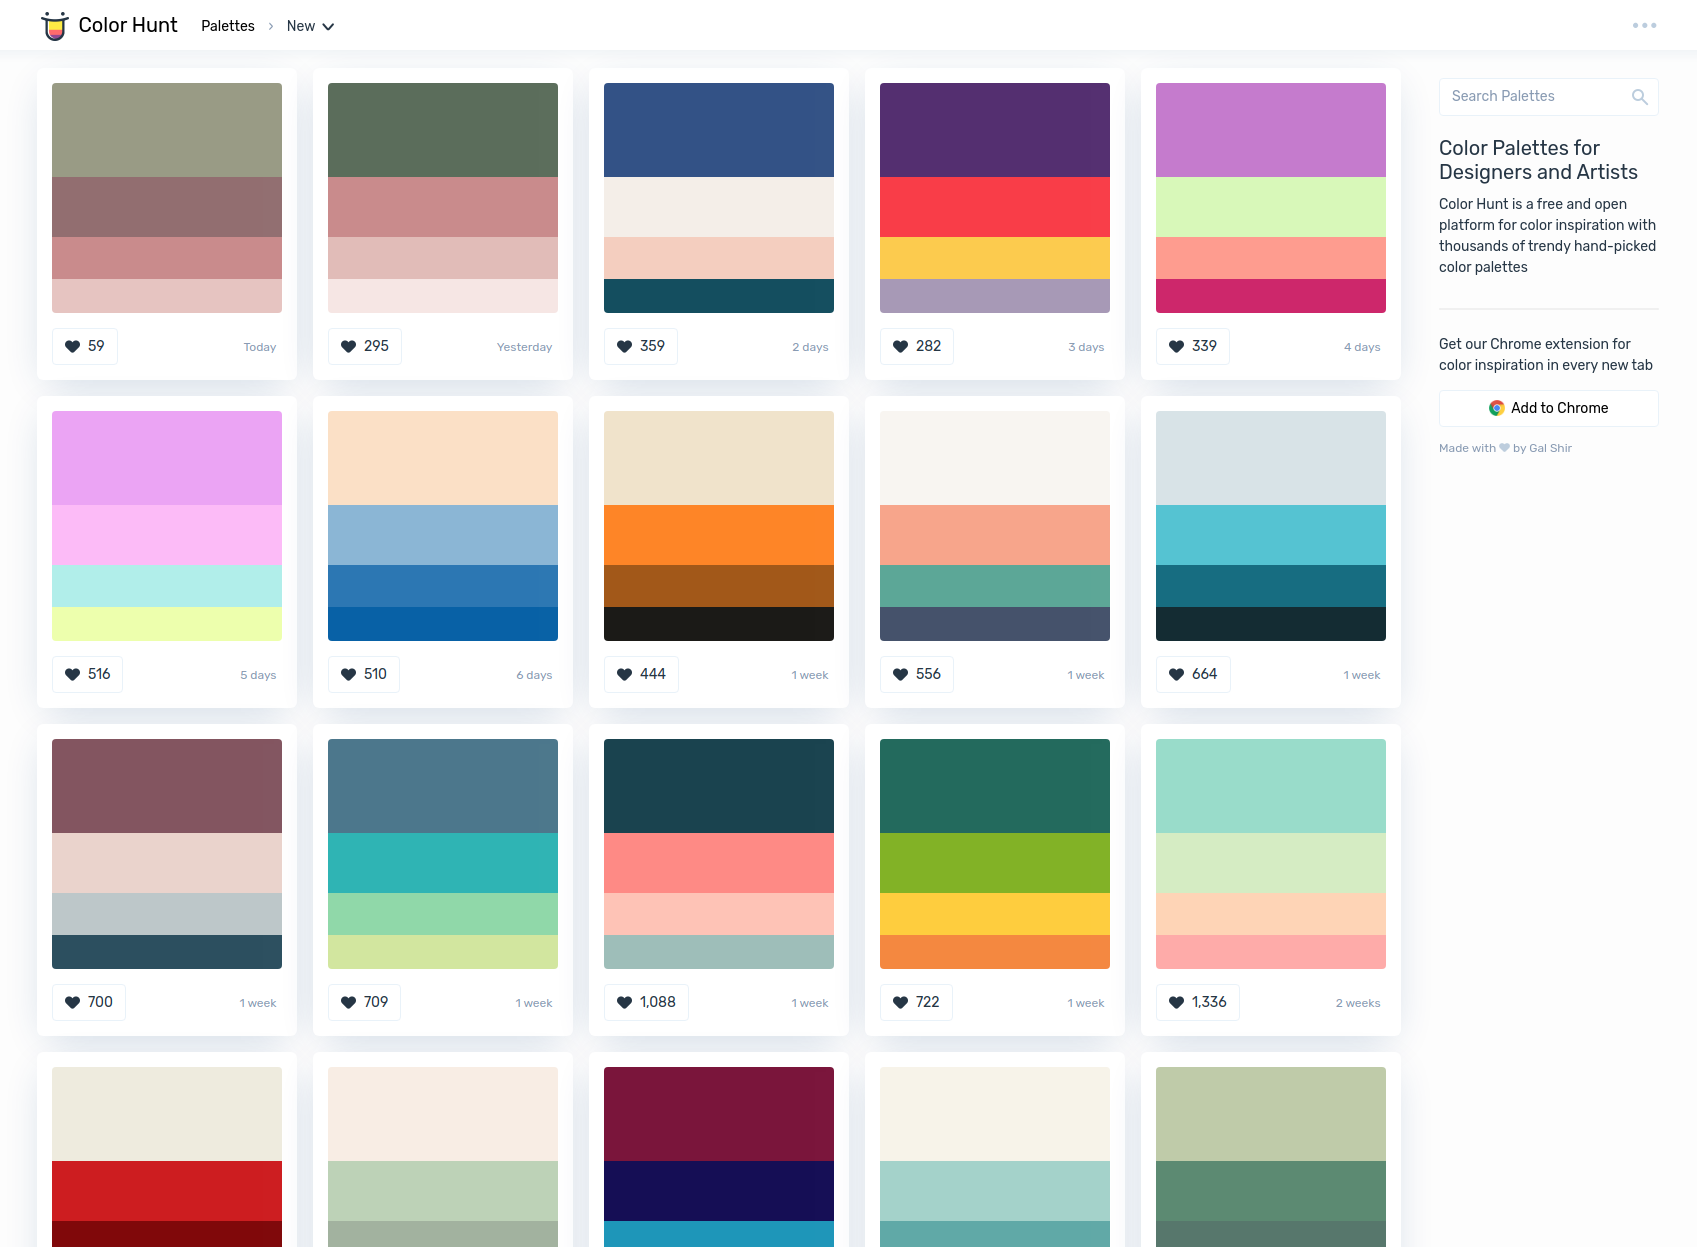 Color Hunt
Palettes › New
Search Palettes
Color Palettes for
Designers and Artists
Color Hunt is a free and open
platform for color inspiration with
thousands of trendy hand-picked
color palettes
Get our Chrome extension for
color inspiration in every new tab
Add to Chrome
Made with ♥ by Gal Shir
59 Today
295 Yesterday
359 2 days
282 3 days
339 4 days
516 5 days
510 6 days
444 1 week
556 1 week
664 1 week
700 1 week
709 1 week
1,088 1 week
722 1 week
1,336 2 weeks